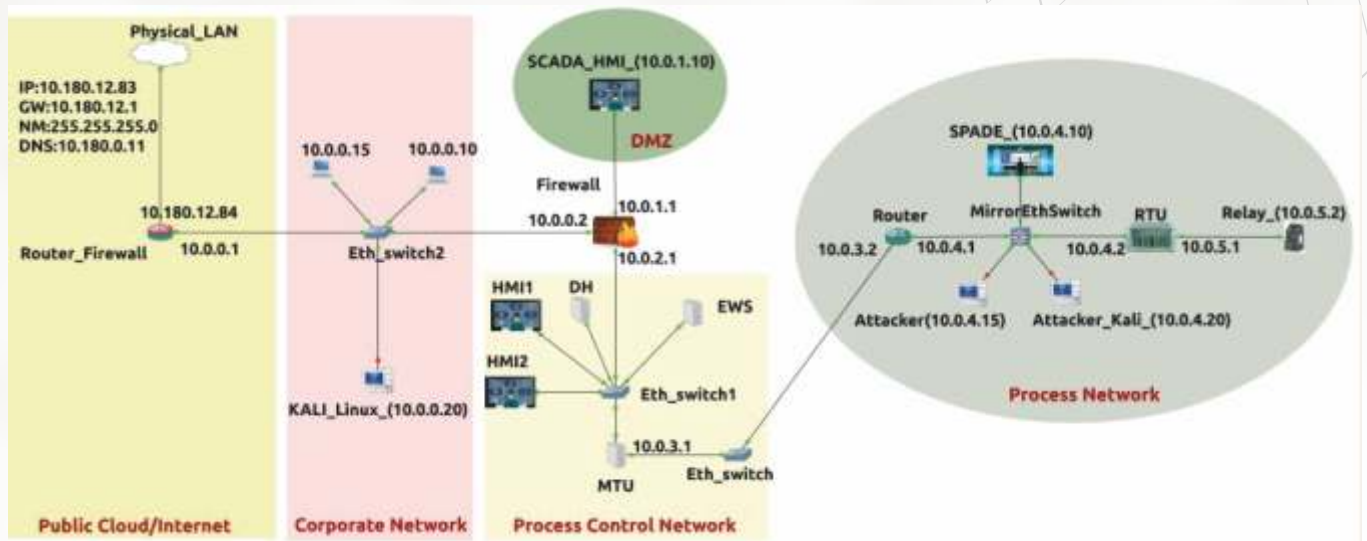 Physical_LAN
IP:10.180.12.83
GW:10.180.12.1
NM:255.255.255.0
DNS:10.180.0.11
10.180.12.84
10.0.0.1
Router_Firewall
Public Cloud/Internet
10.0.0.15
10.0.0.10
Eth_switch2
KALI_Linux_(10.0.0.20)
Corporate Network
SCADA_HMI_(10.0.1.10)
DMZ
Firewall
10.0.1.1
10.0.0.2
10.0.2.1
HMI1
DH
EWS
HMI2
Eth_switch1
10.0.3.1
Eth_switch
MTU
Process Control Network
SPADE_(10.0.4.10)
Router
MirrorEthSwitch
RTU
Relay_(10.0.5.2)
10.0.3.2
10.0.4.1
10.0.4.2
10.0.5.1
Attacker(10.0.4.15)
Attacker_Kali_(10.0.4.20)
Process Network